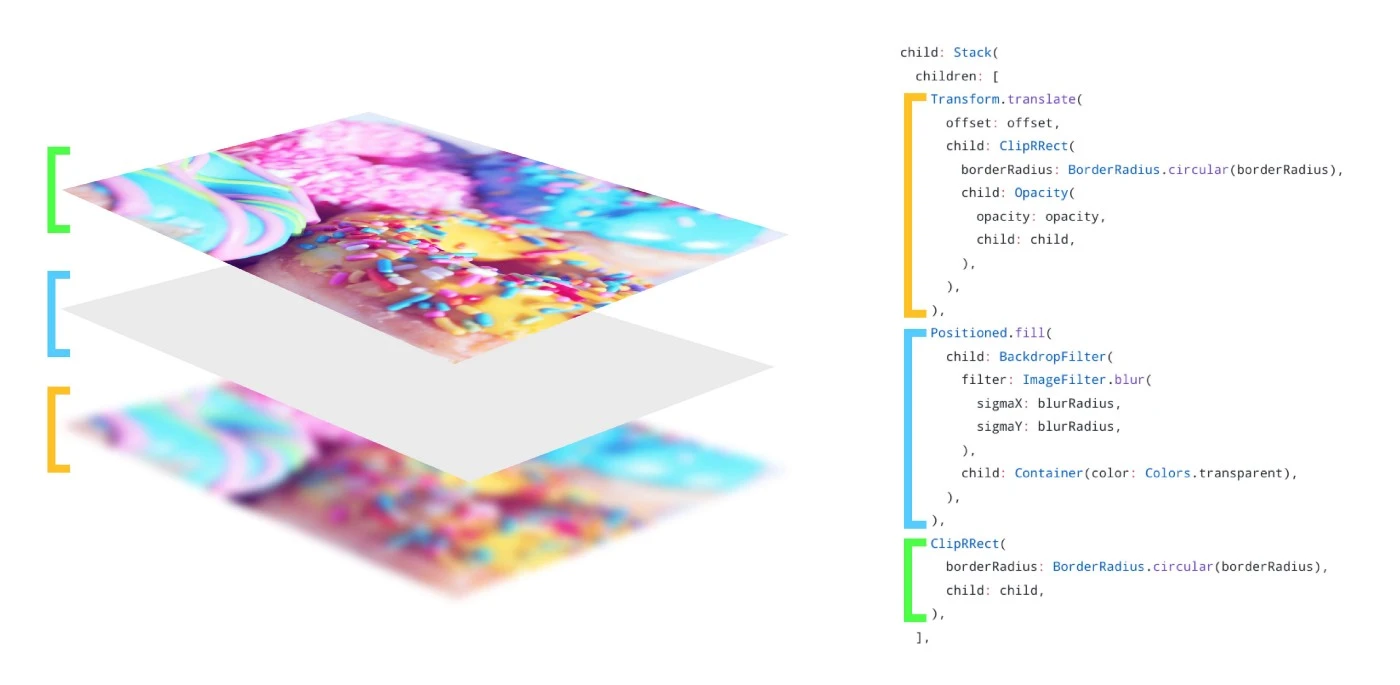 child: Stack(
  children: [
    Transform.translate(
      offset: offset,
      child: ClipRRect(
        borderRadius: BorderRadius.circular(borderRadius),
        child: Opacity(
          opacity: opacity,
          child: child,
        ),
      ),
    ),
    Positioned.fill(
      child: BackdropFilter(
        filter: ImageFilter.blur(
          sigmaX: blurRadius,
          sigmaY: blurRadius,
        ),
        child: Container(color: Colors.transparent),
      ),
    ),
    ClipRRect(
      borderRadius: BorderRadius.circular(borderRadius),
      child: child,
    ),
  ],